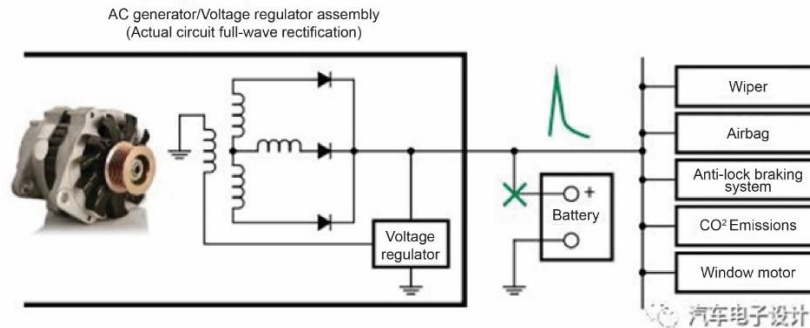 AC generator/Voltage regulator assembly
(Actual circuit full-wave rectification)
Wiper
Airbag
Anti-lock braking
system
CO² Emissions
Window motor
+
Battery
Voltage
regulator
汽车电子设计